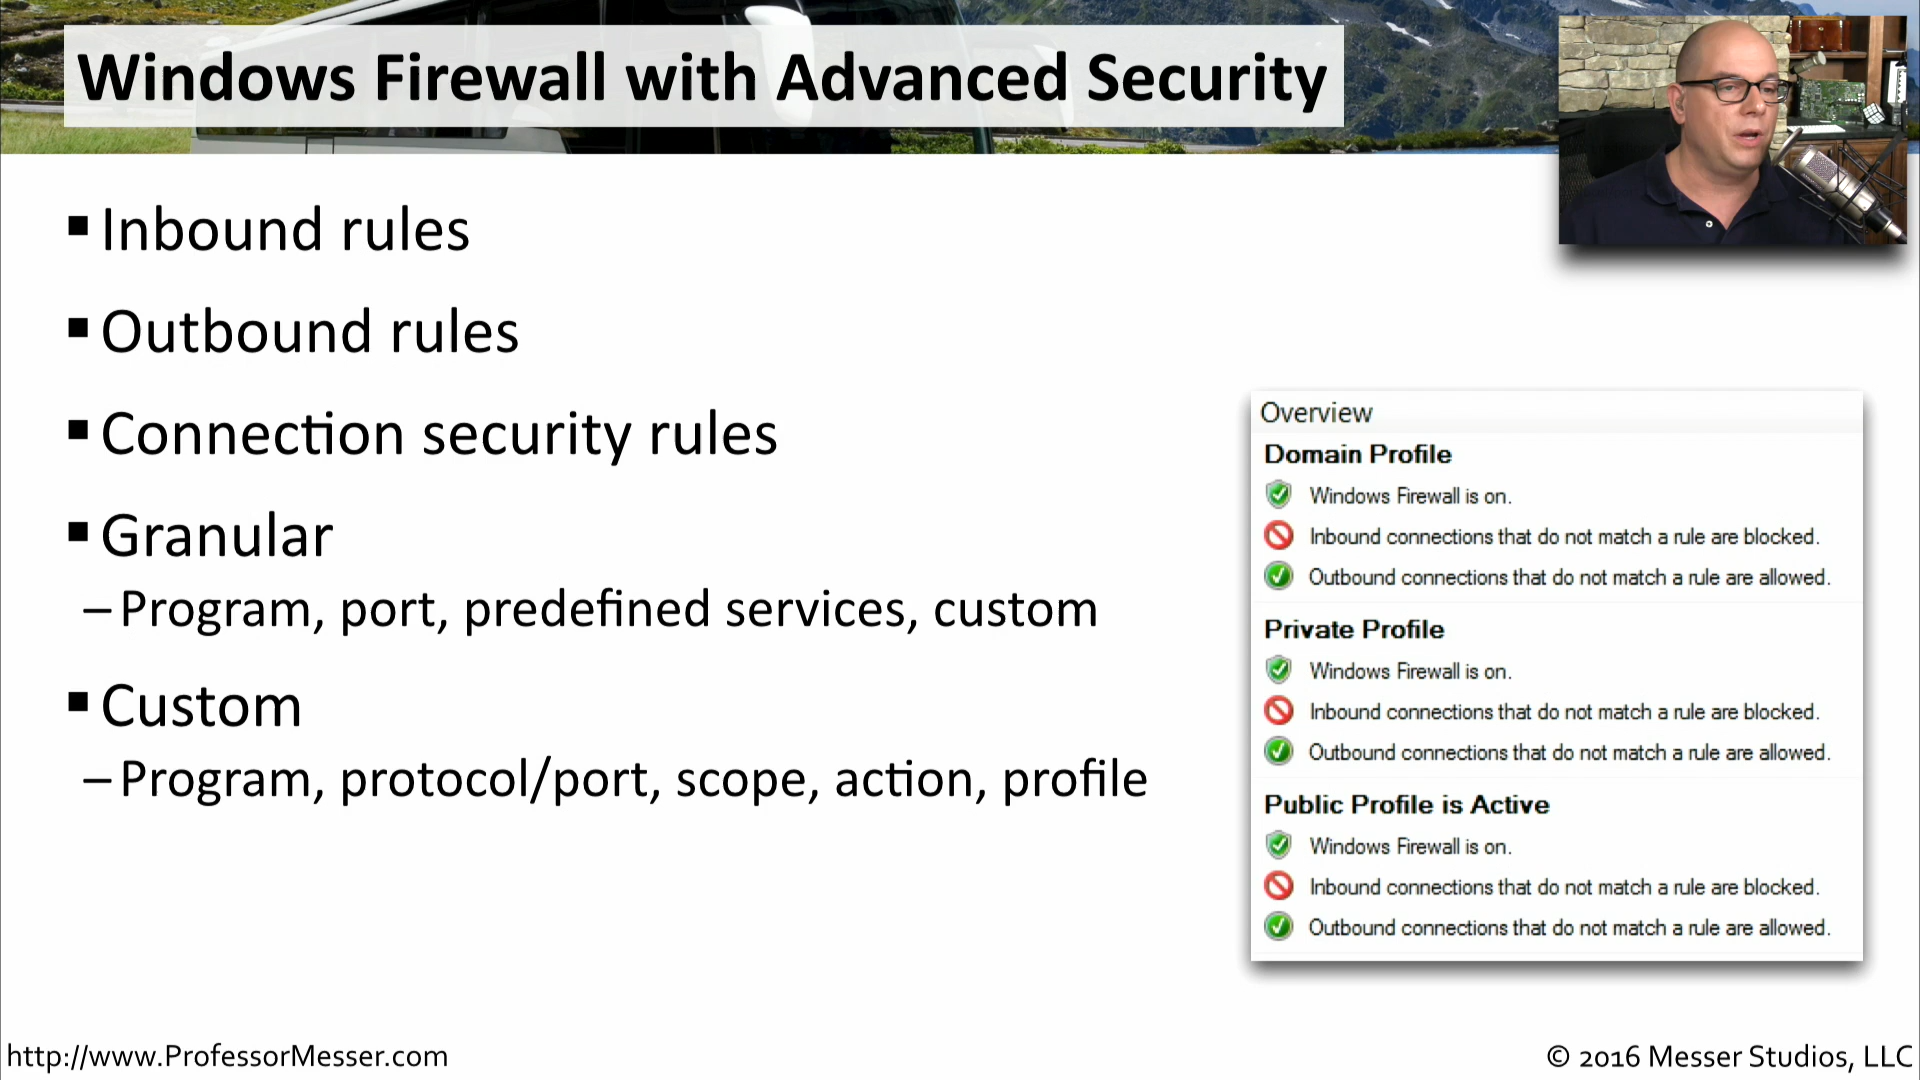 Windows Firewall with Advanced Security
▪ Inbound rules
▪ Outbound rules
▪ Connection security rules
▪ Granular
– Program, port, predefined services, custom
▪ Custom
– Program, protocol/port, scope, action, profile
Overview
Domain Profile
Windows Firewall is on.
Inbound connections that do not match a rule are blocked.
Outbound connections that do not match a rule are allowed.
Private Profile
Windows Firewall is on.
Inbound connections that do not match a rule are blocked.
Outbound connections that do not match a rule are allowed.
Public Profile is Active
Windows Firewall is on.
Inbound connections that do not match a rule are blocked.
Outbound connections that do not match a rule are allowed.
http://www.ProfessorMesser.com
© 2016 Messer Studios, LLC